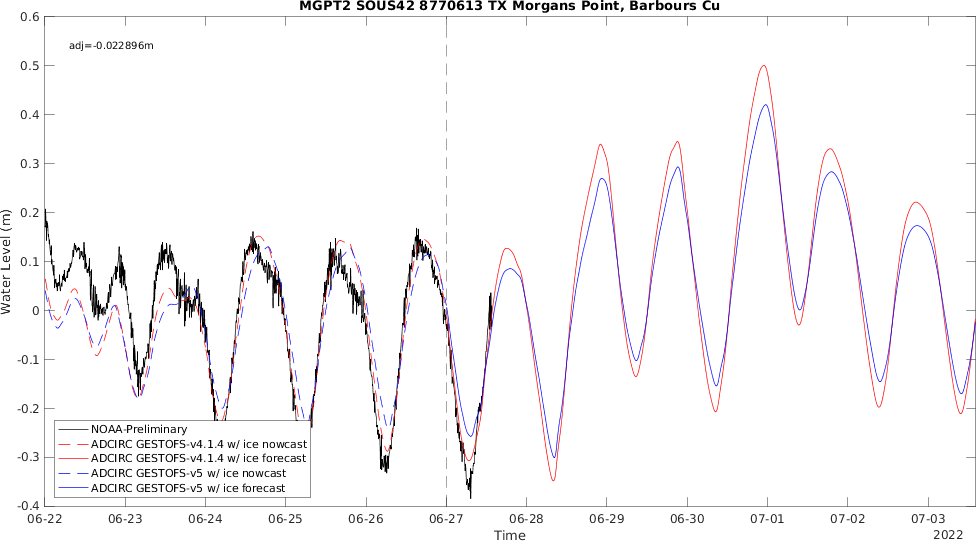 MGPT2 SOUS42 8770613 TX Morgans Point, Barbours Cu
adj=-0.022896m
Water Level (m)
0.6
0.5
0.4
0.3
0.2
0.1
0
-0.1
-0.2
-0.3
-0.4
NOAA-Preliminary
ADCIRC GESTOFS-v4.1.4 w/ ice nowcast
ADCIRC GESTOFS-v4.1.4 w/ ice forecast
ADCIRC GESTOFS-v5 w/ ice nowcast
ADCIRC GESTOFS-v5 w/ ice forecast
06-22 06-23 06-24 06-25 06-26 06-27 06-28 06-29 06-30 07-01 07-02 07-03
Time
2022